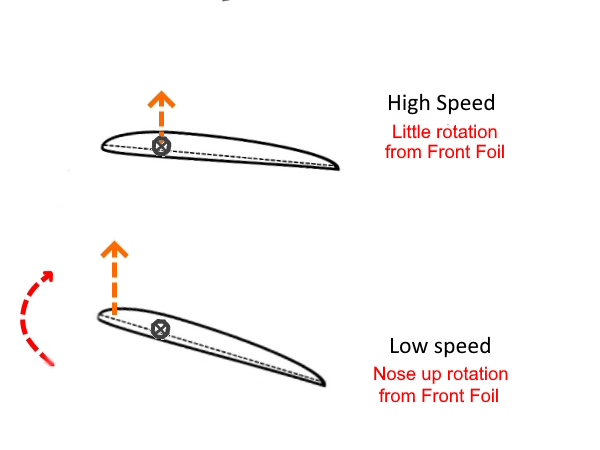 High Speed
Little rotation
from Front Foil
Low speed
Nose up rotation
from Front Foil